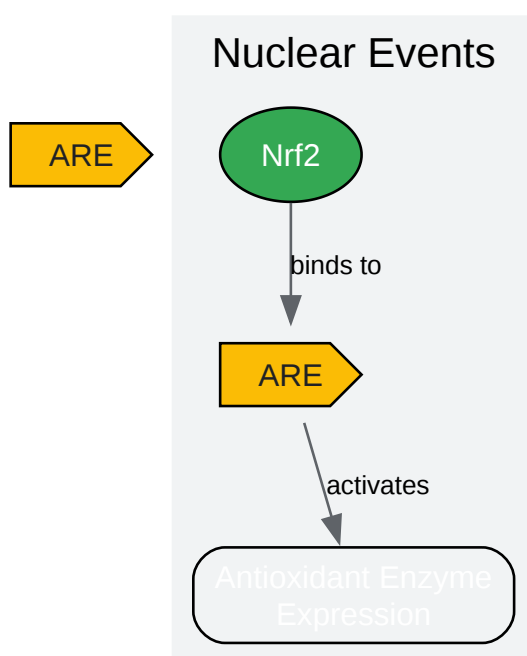 Nuclear Events
ARE
Nrf2
binds to
ARE
activates
Antioxidant Enzyme
Expression